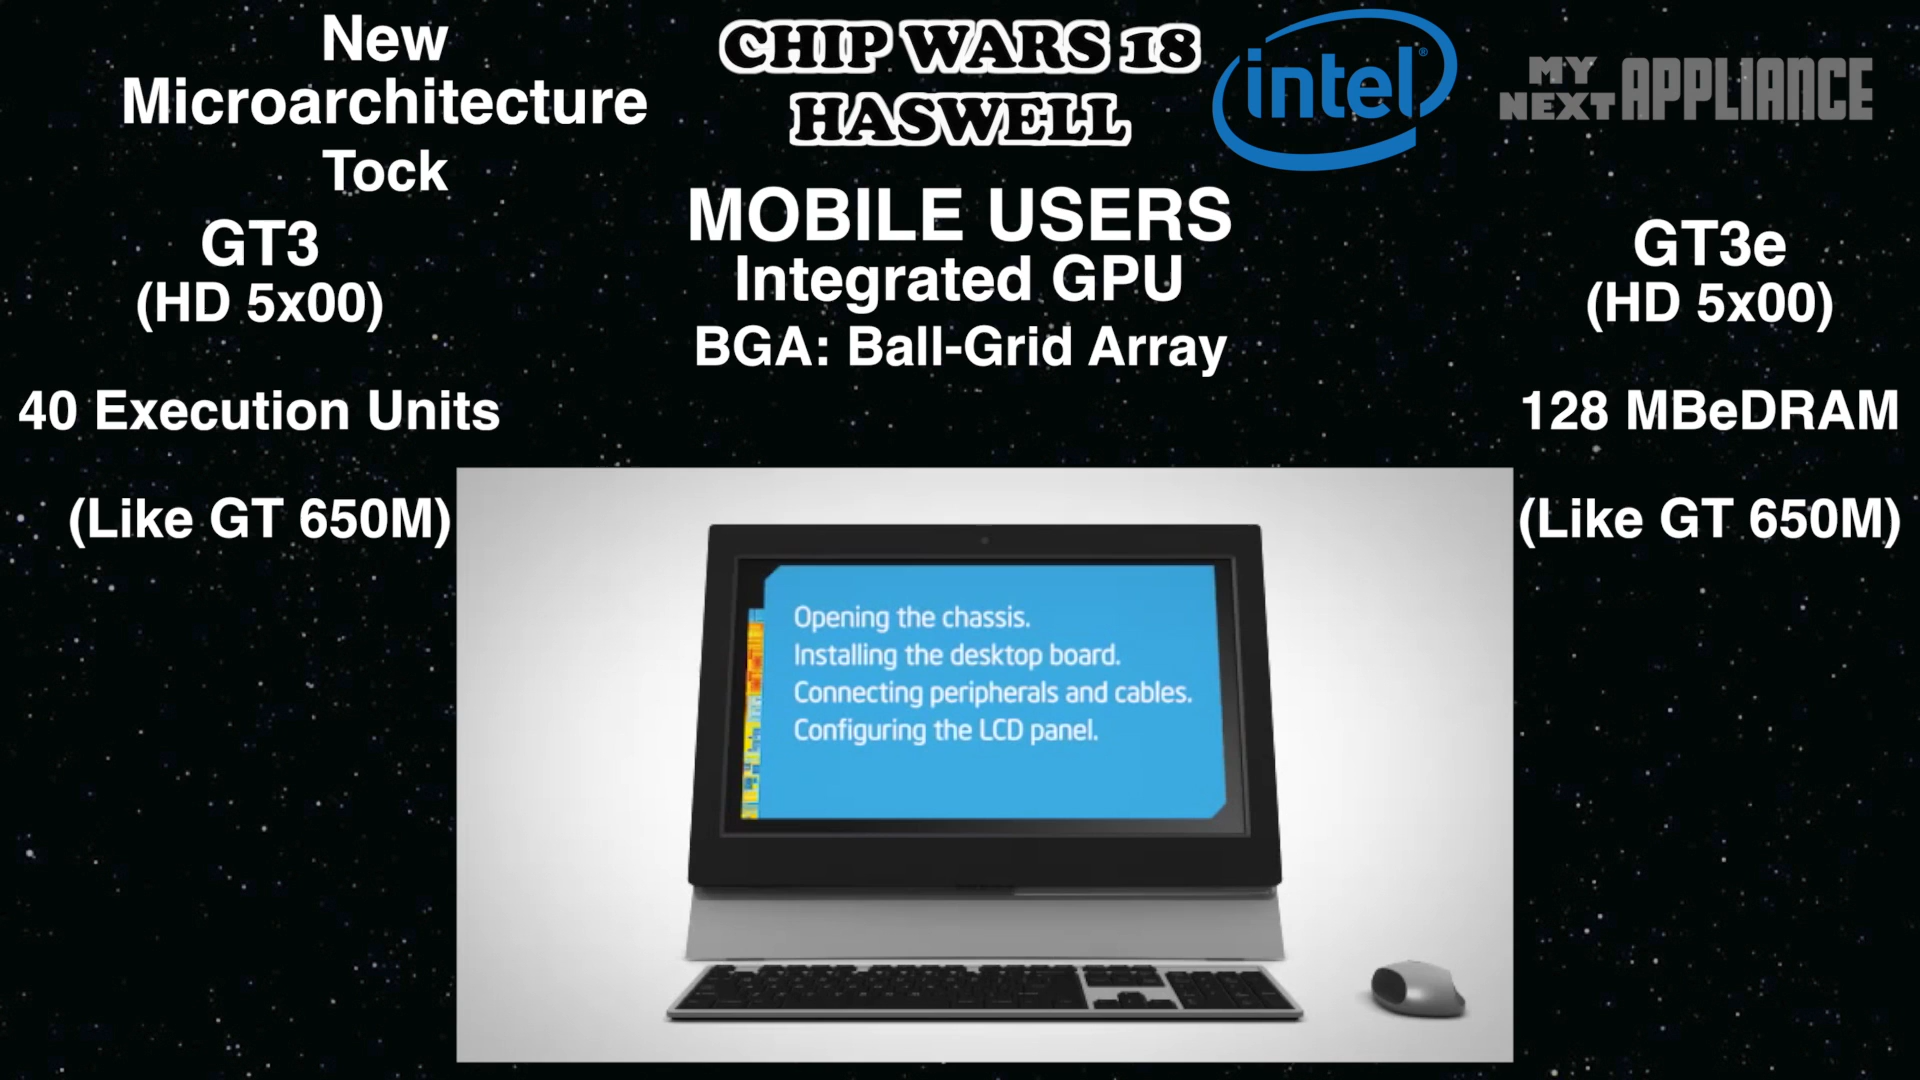 New
Microarchitecture
Tock
CHIP WARS 18
HASWELL
intel®
MY
NEXT APPLIANCE
MOBILE USERS
Integrated GPU
BGA: Ball-Grid Array
GT3
(HD 5x00)
40 Execution Units
(Like GT 650M)
GT3e
(HD 5x00)
128 MBeDRAM
(Like GT 650M)
Opening the chassis.
Installing the desktop board.
Connecting peripherals and cables.
Configuring the LCD panel.